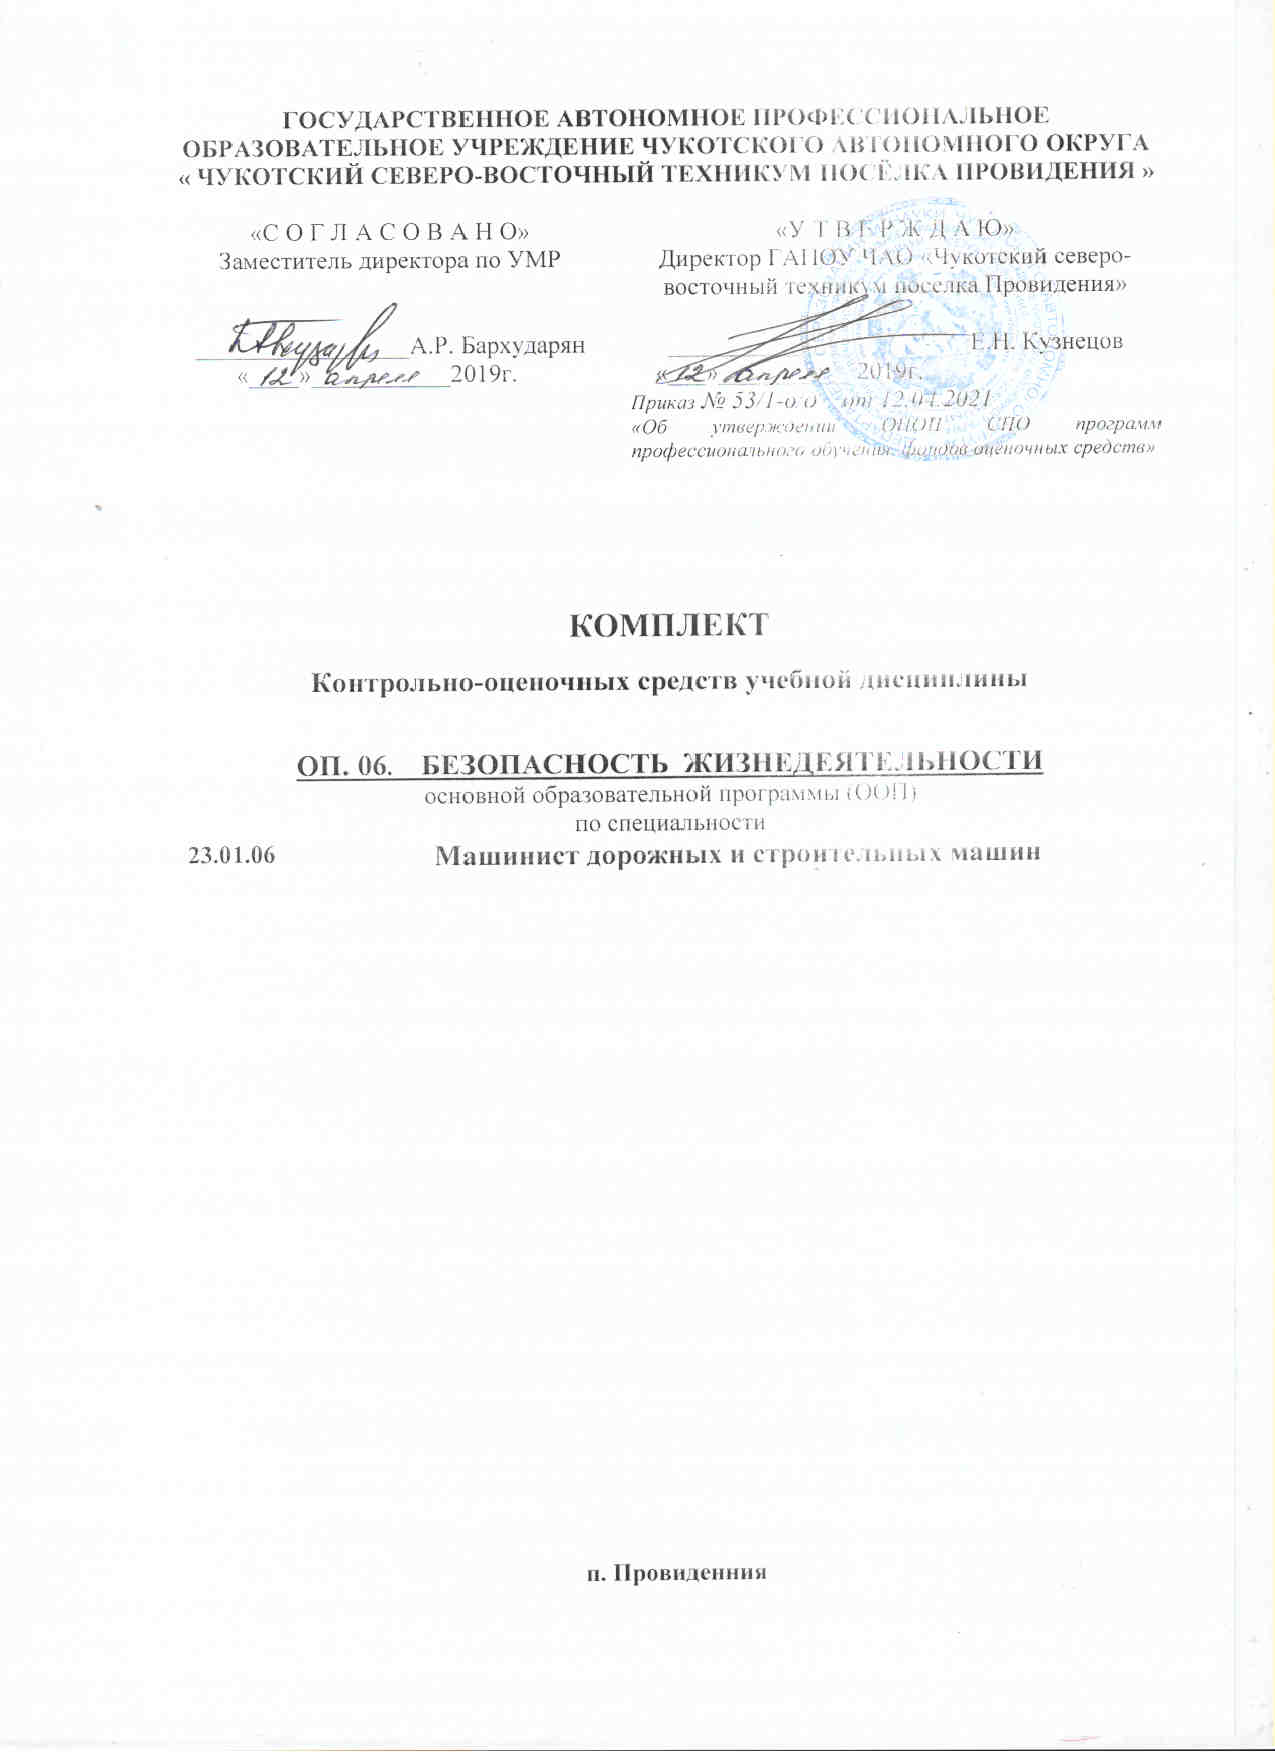 ГОСУДАРСТВЕННОЕ АВТОНОМНОЕ ПРОФЕССИОНАЛЬНОЕ
ОБРАЗОВАТЕЛЬНОЕ УЧРЕЖДЕНИЕ ЧУКОТСКОГО АВТОНОМНОГО ОКРУГА
« ЧУКОТСКИЙ СЕВЕРО-ВОСТОЧНЫЙ ТЕХНИКУМ ПОСЁЛКА ПРОВИДЕНИЯ »
«С О Г Л А С О В А Н О»
Заместитель директора по УМР
А.Р. Бархударян
«12» апреля 2019г.
«У Т В Е Р Ж Д А Ю»
Директор ГАПОУ ЧАО «Чукотский северо-
восточный техникум поселка Провидения»
Е.Н. Кузнецов
«12» апреля 2019г.
Приказ № 53/1-о/о от 12.04.2021
«Об утверждении ОПОП СПО программ
профессионального обучения, фондов оценочных средств»
КОМПЛЕКТ
Контрольно-оценочных средств учебной дисциплины
ОП. 06. БЕЗОПАСНОСТЬ ЖИЗНЕДЕЯТЕЛЬНОСТИ
основной образовательной программы (ООП)
по специальности
23.01.06 Машинист дорожных и строительных машин
п. Провиденния